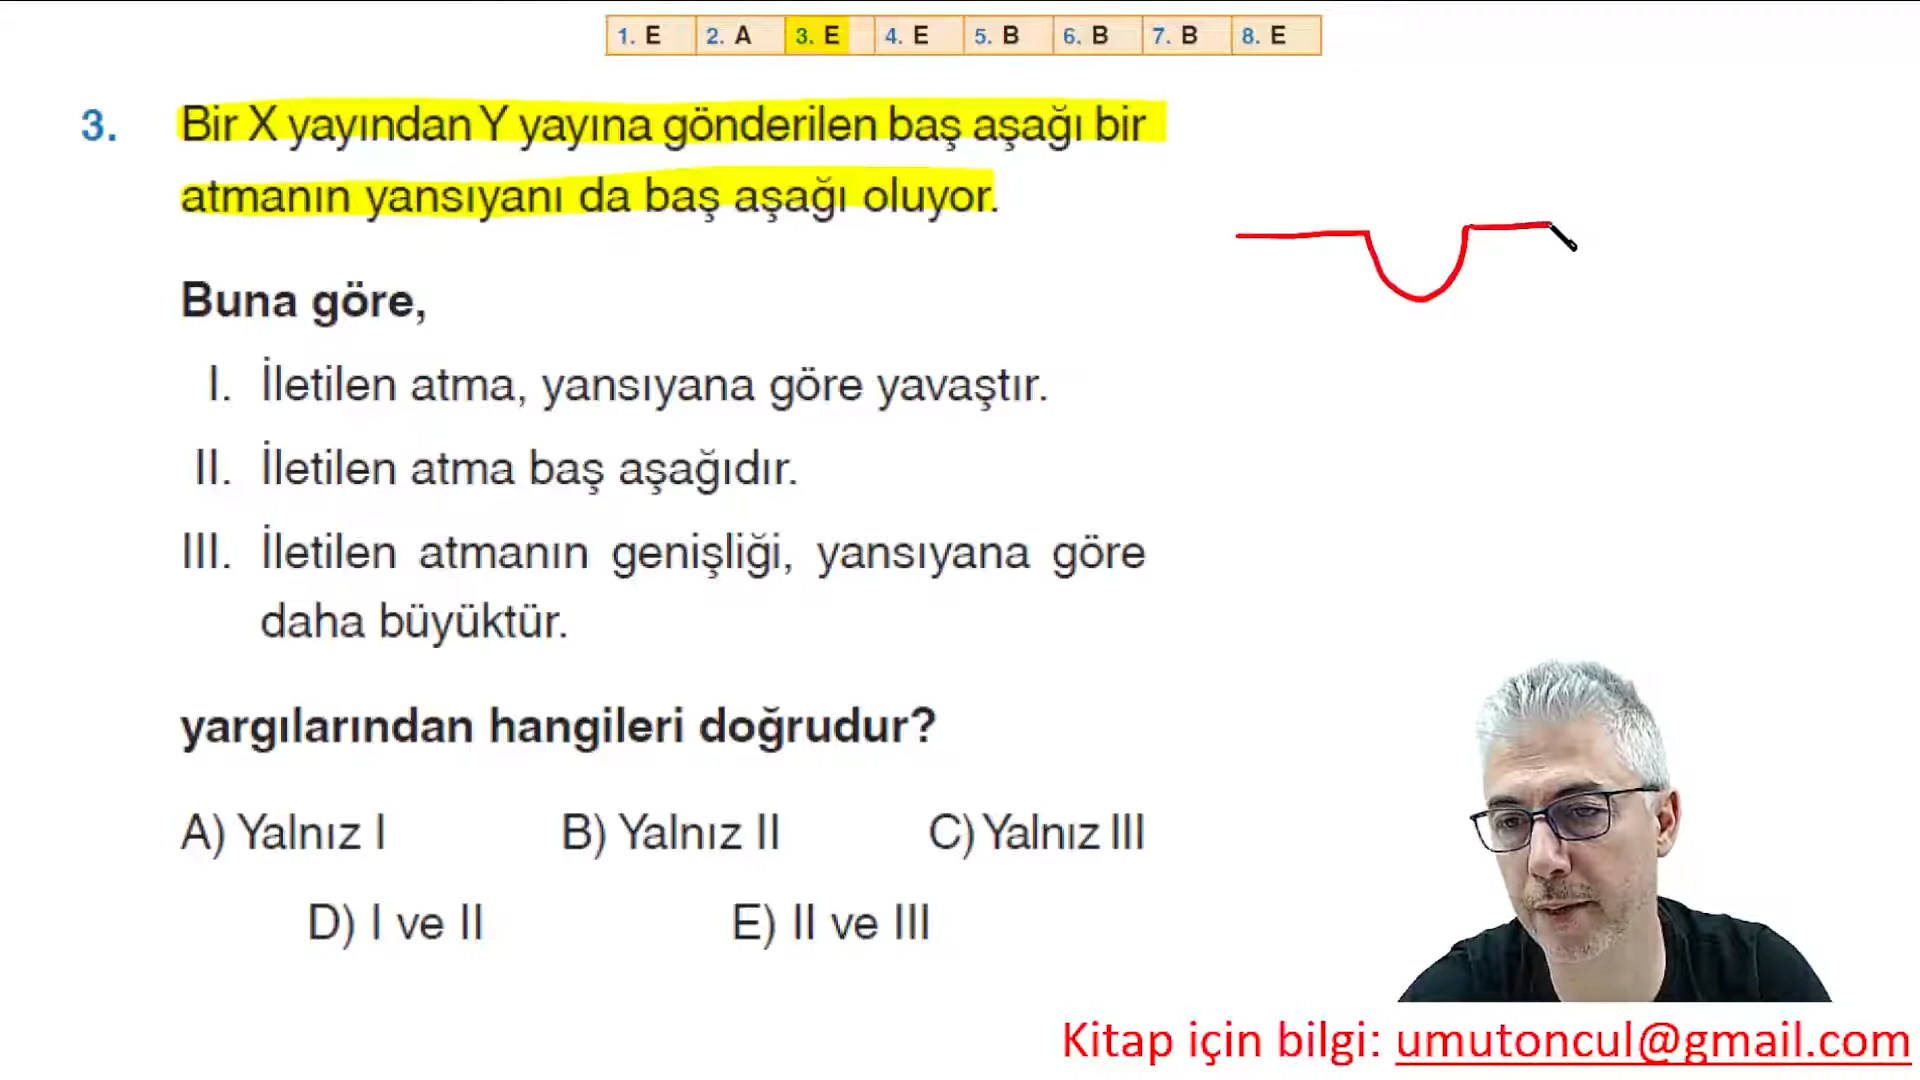 1. E 2. A 3. E 4. E 5. B 6. B 7. B 8. E
3. Bir X yayından Y yayına gönderilen baş aşağı bir
atmanın yansıyanı da baş aşağı oluyor.
Buna göre,
I. İletilen atma, yansıyana göre yavaştır.
II. İletilen atma baş aşağıdır.
III. İletilen atmanın genişliği, yansıyana göre
daha büyüktür.
yargılarından hangileri doğrudur?
A) Yalnız I B) Yalnız II C) Yalnız III
D) I ve II E) II ve III
Kitap için bilgi: umutoncul@gmail.com